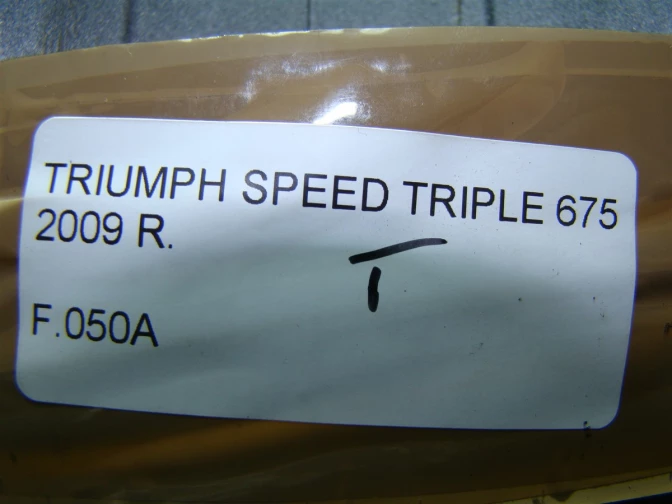 TRIUMPH SPEED TRIPLE 675
2009 R.
T
F.050A